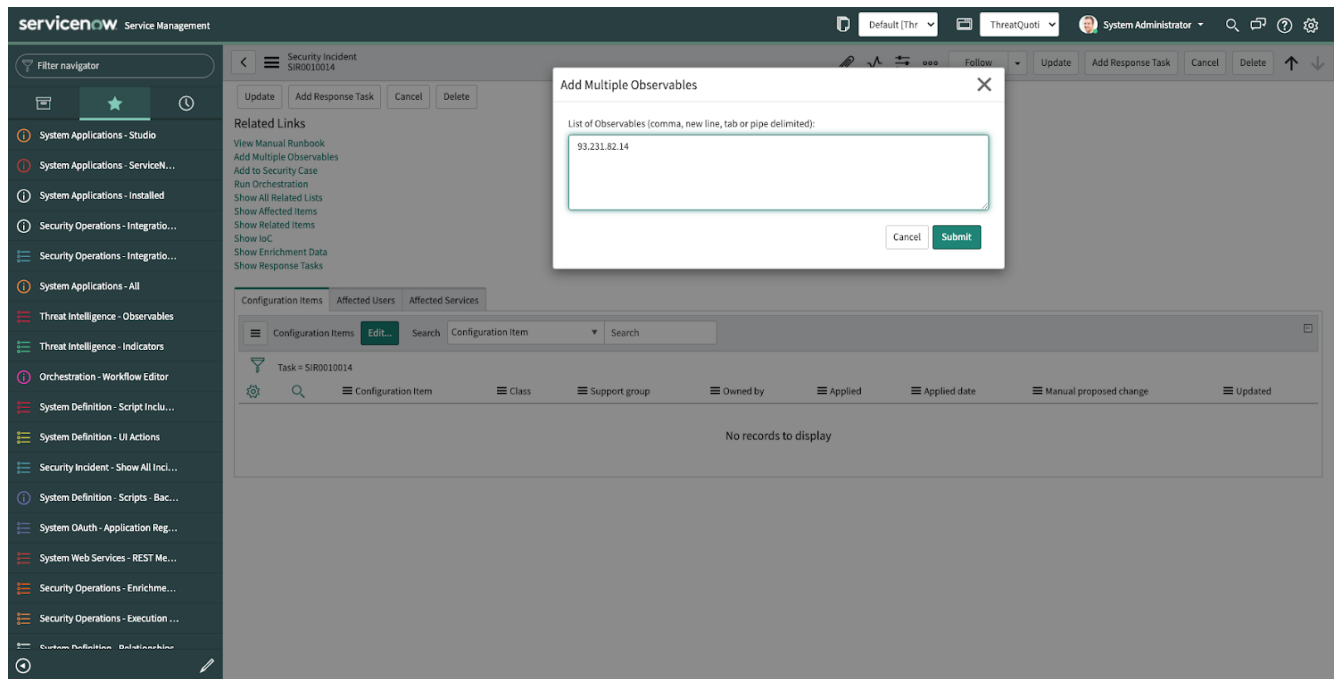 servicenow Service Management
Default [Thr
ThreatQuoti
System Administrator
Filter navigator
System Applications - Studio
System Applications - ServiceN...
System Applications - Installed
Security Operations - Integratio...
Security Operations - Integratio...
System Applications - All
Threat Intelligence - Observables
Threat Intelligence - Indicators
Orchestration - Workflow Editor
System Definition - Script Inclu...
System Definition - UI Actions
Security Incident - Show All Inci...
System Definition - Scripts - Bac...
System OAuth - Application Reg...
System Web Services - REST Me...
Security Operations - Enrichme...
Security Operations - Execution ...
System Definition - Relationships
Security Incident
SIR0010014
Follow Update Add Response Task Cancel Delete
Update Add Response Task Cancel Delete
Related Links
View Manual Runbook
Add Multiple Observables
Add to Security Case
Run Orchestration
Show All Related Lists
Show Affected Items
Show Related Items
Show IoC
Show Enrichment Data
Show Response Tasks
Add Multiple Observables
List of Observables (comma, new line, tab or pipe delimited):
93.231.82.14
Cancel Submit
Configuration Items Affected Users Affected Services
Configuration Items Edit... Search Configuration Item Search
Task = SIR0010014
Configuration Item Class Support group Owned by Applied Applied date Manual proposed change Updated
No records to display